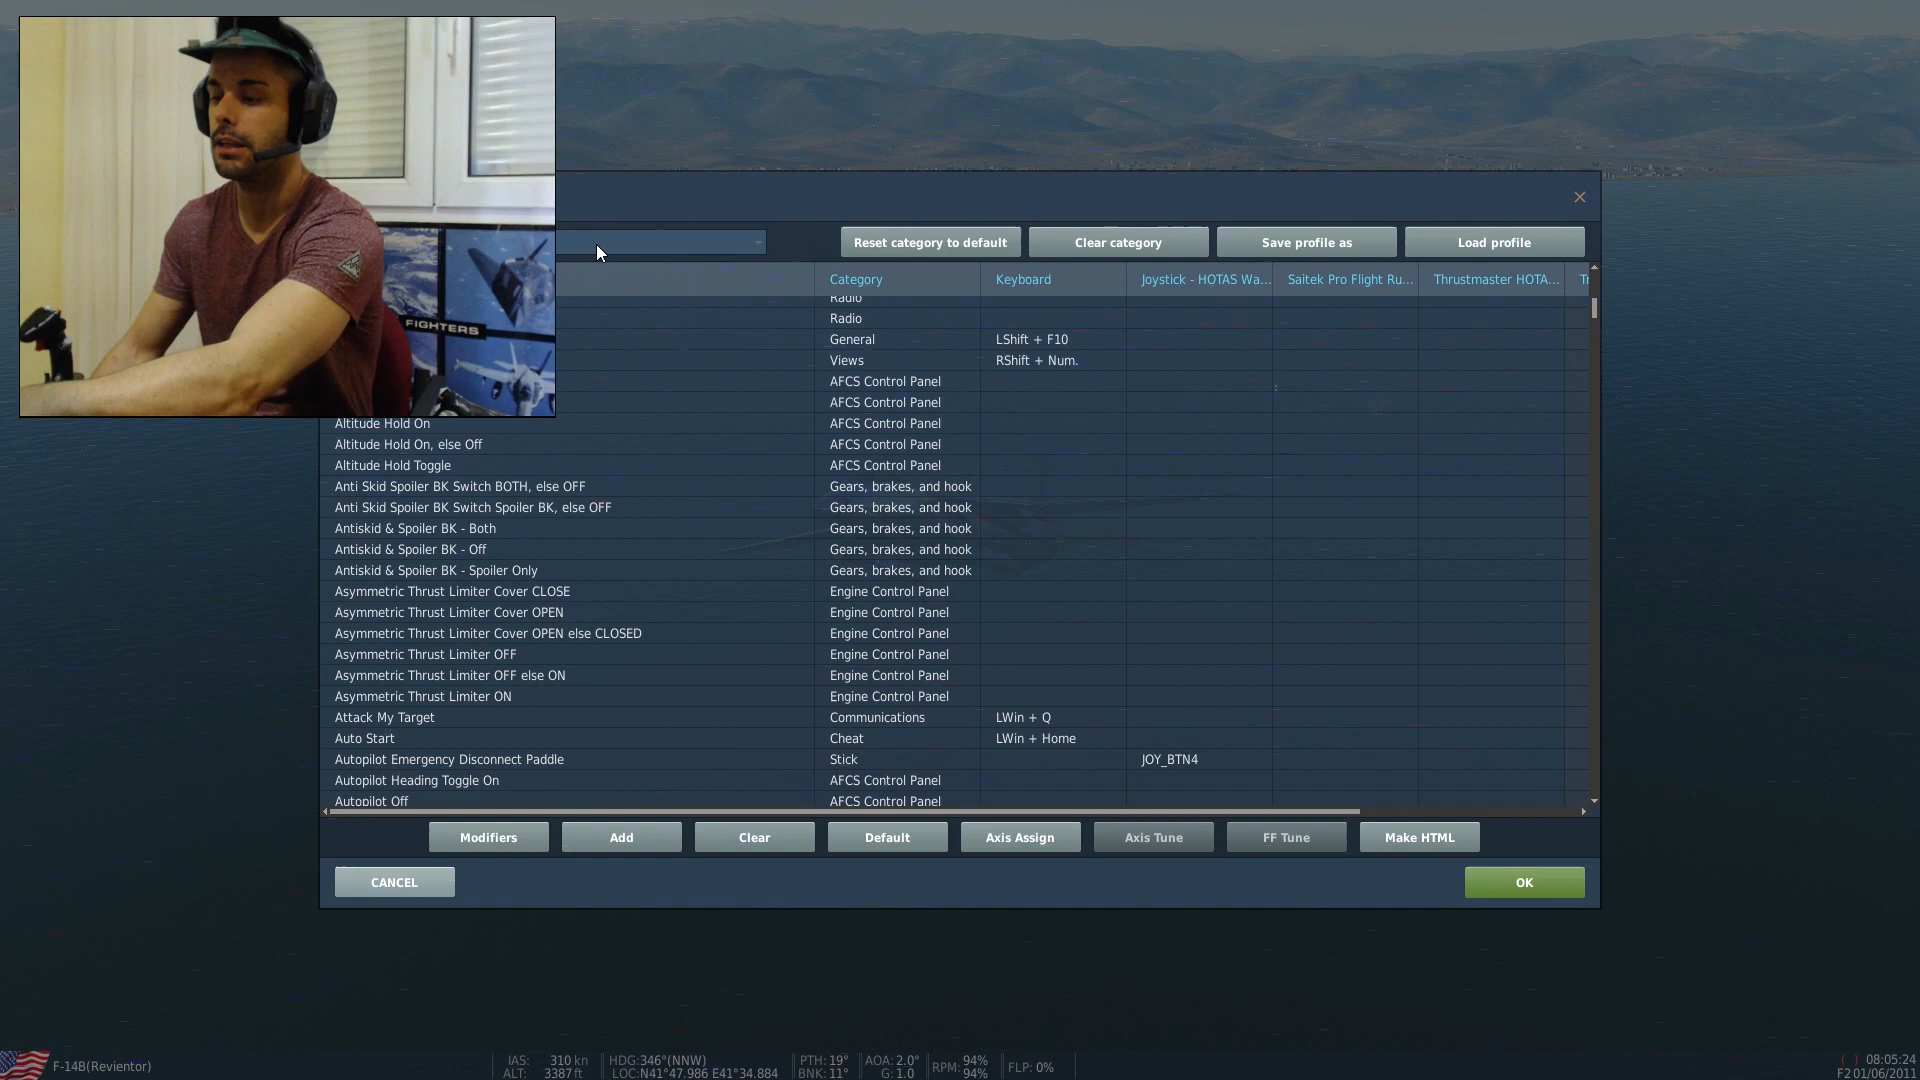 FIGHTERS
Reset category to default Clear category Save profile as Load profile
Category Keyboard Joystick - HOTAS Wa... Saitek Pro Flight Ru... Thrustmaster HOTA...
Radio
Radio
General LShift + F10
Views RShift + Num.
AFCS Control Panel
AFCS Control Panel
Altitude Hold On AFCS Control Panel
Altitude Hold On, else Off AFCS Control Panel
Altitude Hold Toggle AFCS Control Panel
Anti Skid Spoiler BK Switch BOTH, else OFF Gears, brakes, and hook
Anti Skid Spoiler BK Switch Spoiler BK, else OFF Gears, brakes, and hook
Antiskid & Spoiler BK - Both Gears, brakes, and hook
Antiskid & Spoiler BK - Off Gears, brakes, and hook
Antiskid & Spoiler BK - Spoiler Only Gears, brakes, and hook
Asymmetric Thrust Limiter Cover CLOSE Engine Control Panel
Asymmetric Thrust Limiter Cover OPEN Engine Control Panel
Asymmetric Thrust Limiter Cover OPEN else CLOSED Engine Control Panel
Asymmetric Thrust Limiter OFF Engine Control Panel
Asymmetric Thrust Limiter OFF else ON Engine Control Panel
Asymmetric Thrust Limiter ON Engine Control Panel
Attack My Target Communications LWin + Q
Auto Start Cheat LWin + Home
Autopilot Emergency Disconnect Paddle Stick JOY_BTN4
Autopilot Heading Toggle On AFCS Control Panel
Autopilot Off AFCS Control Panel
Modifiers Add Clear Default Axis Assign Axis Tune FF Tune Make HTML
CANCEL OK
F-14B(Revientor)
IAS: 310 kn HDG:346°(NNW) PTH: 19° AOA: 2.0° RPM: 94% FLP: 0% ( ) 08:05:24
ALT: 3387 ft LOC:N41°47.986 E41°34.884 BNK: 11° G: 1.0 94% F2 01/06/2011